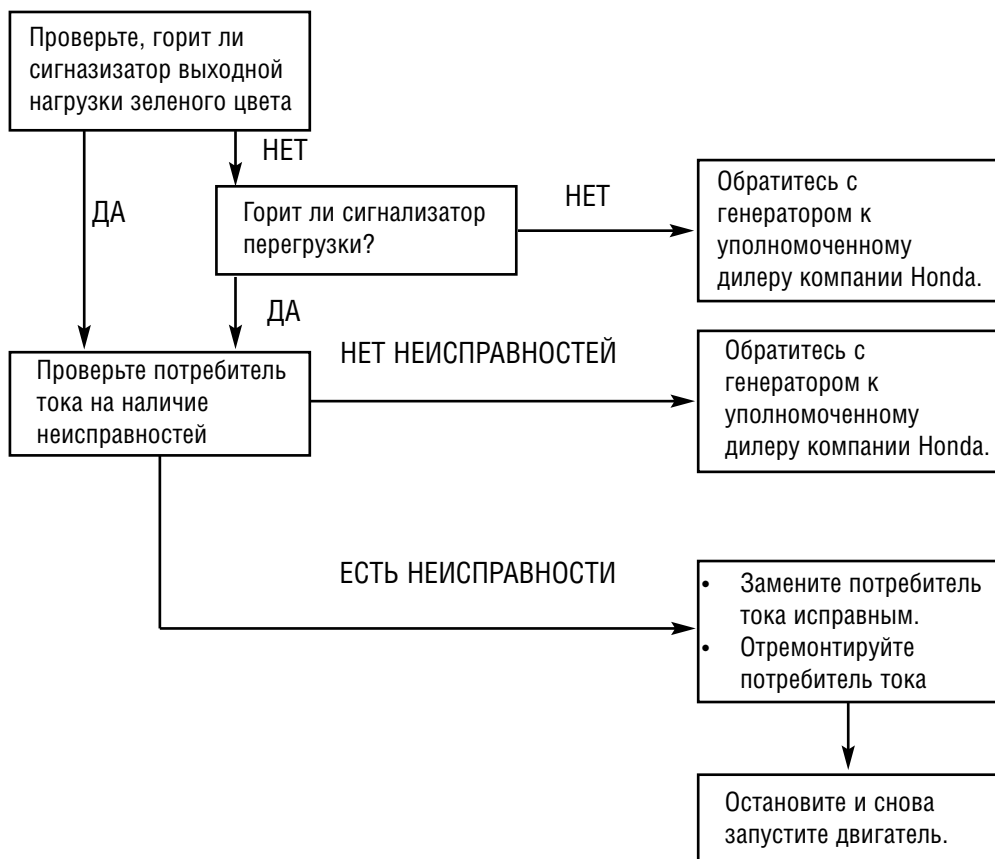 Проверьте, горит ли
сигназизатор выходной
нагрузки зеленого цвета
НЕТ
ДА
Горит ли сигнализатор
перегрузки?
НЕТ
Обратитесь с
генератором к
уполномоченному
дилеру компании Honda.
ДА
Проверьте потребитель
тока на наличие
неисправностей
НЕТ НЕИСПРАВНОСТЕЙ
Обратитесь с
генератором к
уполномоченному
дилеру компании Honda.
ЕСТЬ НЕИСПРАВНОСТИ
• Замените потребитель
тока исправным.
• Отремонтируйте
потребитель тока
Остановите и снова
запустите двигатель.